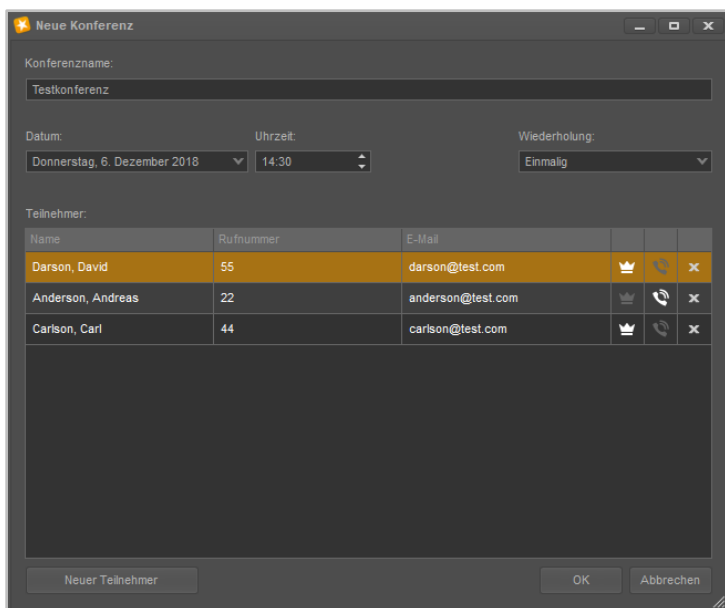 Neue Konferenz
Konferenzname:
Testkonferenz
Datum: Uhrzeit: Wiederholung:
Donnerstag, 6. Dezember 2018 14:30 Einmalig
Teilnehmer:
Name Rufnummer E-Mail
Darson, David 55 darson@test.com
Anderson, Andreas 22 anderson@test.com
Carlson, Carl 44 carlson@test.com
Neuer Teilnehmer OK Abbrechen